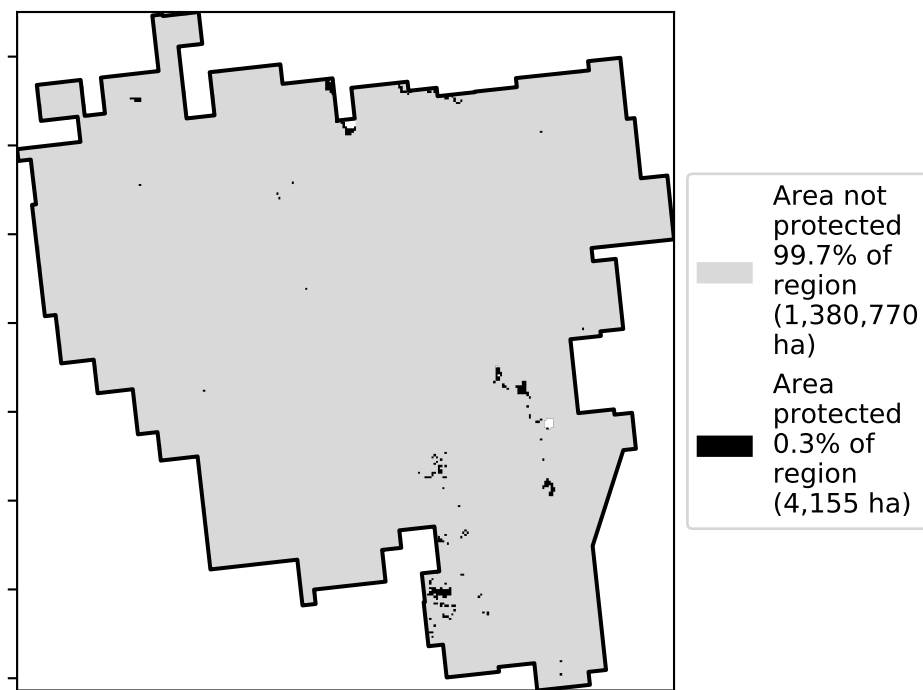 Area not
protected
99.7% of
region
(1,380,770
ha)
Area
protected
0.3% of
region
(4,155 ha)